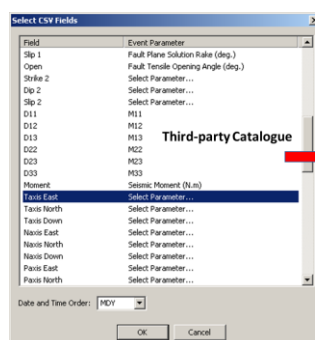 Select CSV Fields
Field Event Parameter
Slip 1 Fault Plane Solution Rake (deg.)
Open Fault Tensile Opening Angle (deg.)
Strike 2 Select Parameter...
Dip 2 Select Parameter...
Slip 2 Select Parameter...
D11 M11
D12 M12
D13 M13
Third-party Catalogue
D22 M22
D23 M23
D33 M33
Moment Seismic Moment (N.m)
Taxis East Select Parameter...
Taxis North Select Parameter...
Taxis Down Select Parameter...
Naxis East Select Parameter...
Naxis North Select Parameter...
Naxis Down Select Parameter...
Paxis East Select Parameter...
Paxis North Select Parameter...
Date and Time Order: MDY
OK Cancel